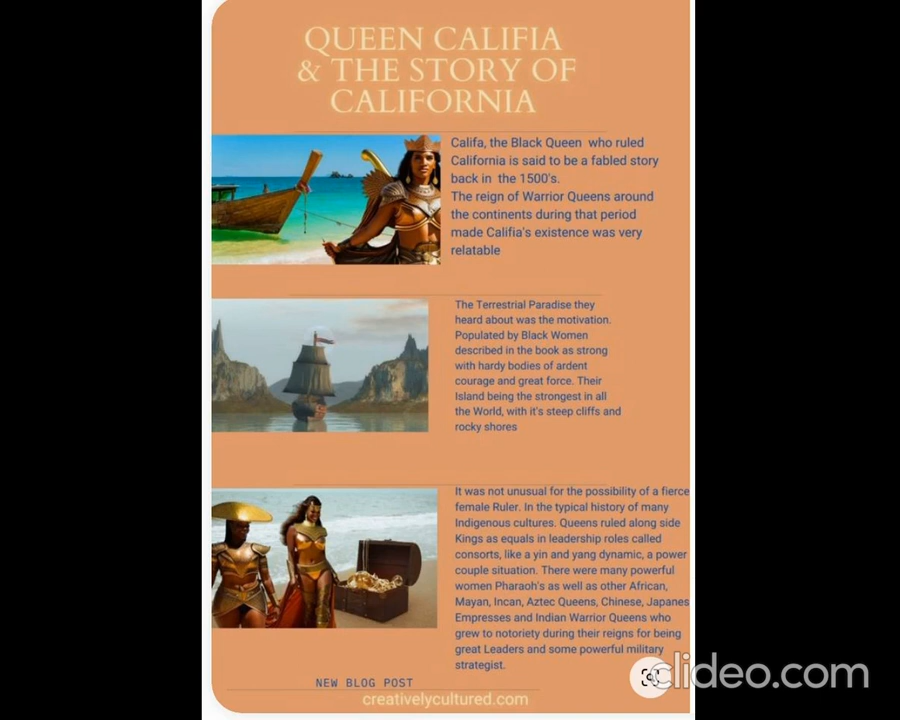 QUEEN CALIFIA
& THE STORY OF
CALIFORNIA
Califa, the Black Queen who ruled
California is said to be a fabled story
back in the 1500's.
The reign of Warrior Queens around
the continents during that period
made Califia's existence was very
relatable
The Terrestrial Paradise they
heard about was the motivation.
Populated by Black Women
described in the book as strong
with hardy bodies of ardent
courage and great force. Their
Island being the strongest in all
the World, with it's steep cliffs and
rocky shores
It was not unusual for the possibility of a fierce
female Ruler. In the typical history of many
Indigenous cultures. Queens ruled along side
Kings as equals in leadership roles called
consorts, like a yin and yang dynamic, a power
couple situation. There were many powerful
women Pharaoh's as well as other African,
Mayan, Incan, Aztec Queens, Chinese, Japanes
Empresses and Indian Warrior Queens who
grew to notoriety during their reigns for being
great Leaders and some powerful military
strategist.
NEW BLOG POST
creativelycultured.com
clideo.com